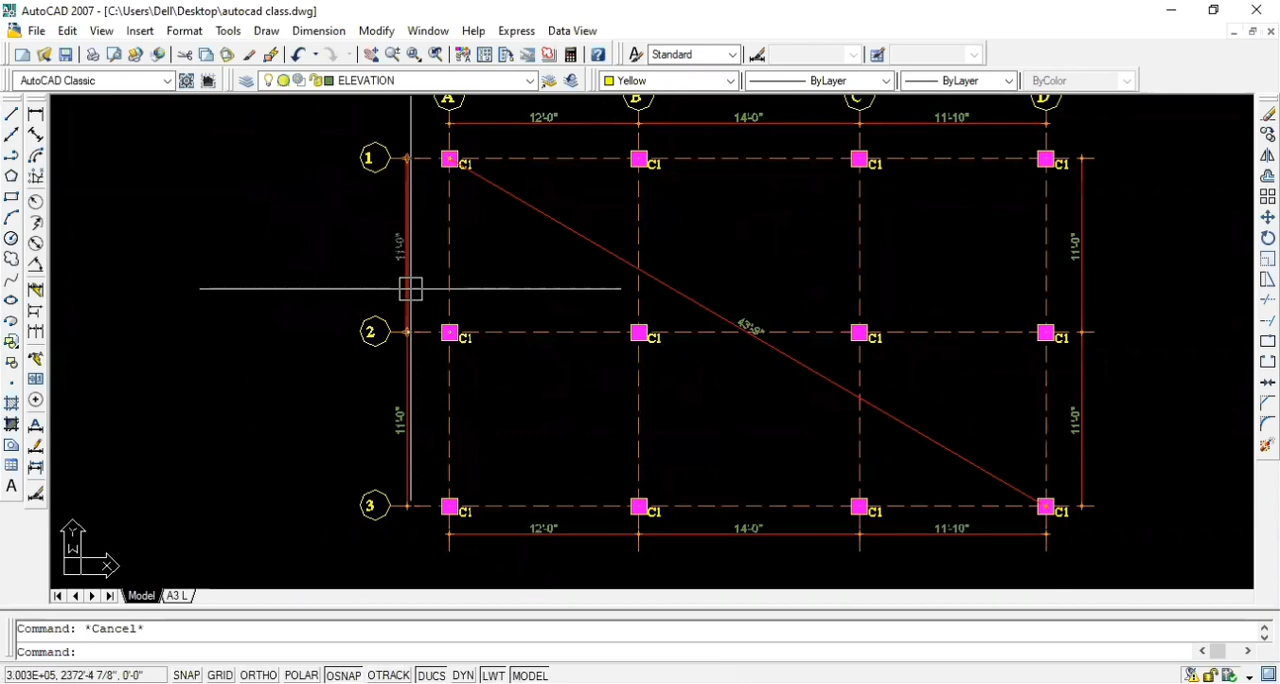 AutoCAD 2007 - [C:\Users\Dell\Desktop\autocad class.dwg]
File Edit View Insert Format Tools Draw Dimension Modify Window Help Express Data View
Standard
AutoCAD Classic ELEVATION Yellow ByLayer ByLayer ByColor
A B C D
12'-0" 14'-0" 11'-10"
1 C1 C1 C1 C1
11'-0" 11'-0"
43'-9"
2 C1 C1 C1 C1
11'-0" 11'-0"
3 C1 C1 C1 C1
12'-0" 14'-0" 11'-10"
Y
W
X
Model A3 L
Command: *Cancel*
Command:
3.003E+05, 2372'-4 7/8", 0'-0" SNAP GRID ORTHO POLAR OSNAP OTRACK DUCS DYN LWT MODEL